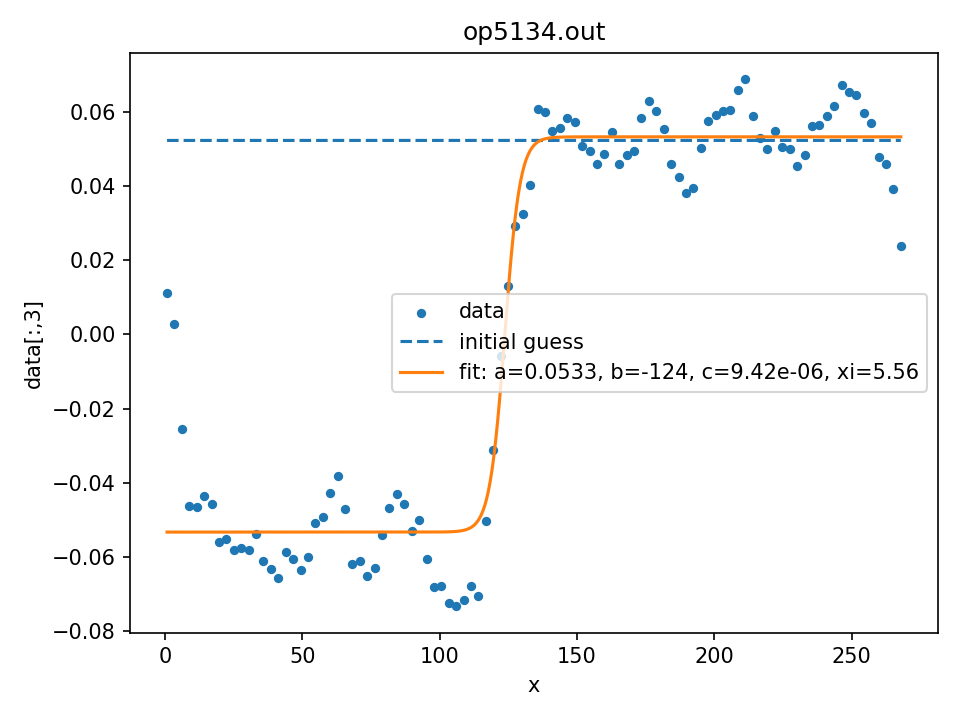 op5134.out
0.06
0.04
0.02
0.00
−0.02
−0.04
−0.06
−0.08
data[:,3]
data
initial guess
fit: a=0.0533, b=-124, c=9.42e-06, xi=5.56
0 50 100 150 200 250
x